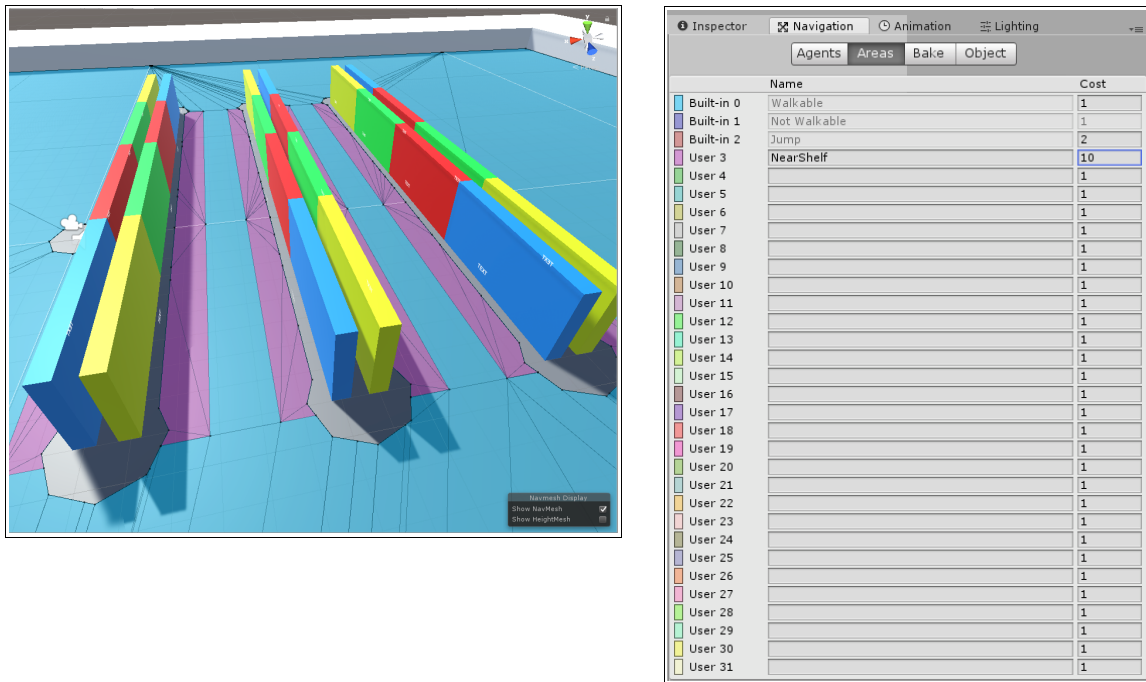 TEXT
TEXT
Navmesh Display
Show NavMesh
Show HeightMesh
Inspector Navigation Animation Lighting
Agents Areas Bake Object
Name Cost
Built-in 0 Walkable 1
Built-in 1 Not Walkable 1
Built-in 2 Jump 2
User 3 NearShelf 10
User 4 1
User 5 1
User 6 1
User 7 1
User 8 1
User 9 1
User 10 1
User 11 1
User 12 1
User 13 1
User 14 1
User 15 1
User 16 1
User 17 1
User 18 1
User 19 1
User 20 1
User 21 1
User 22 1
User 23 1
User 24 1
User 25 1
User 26 1
User 27 1
User 28 1
User 29 1
User 30 1
User 31 1